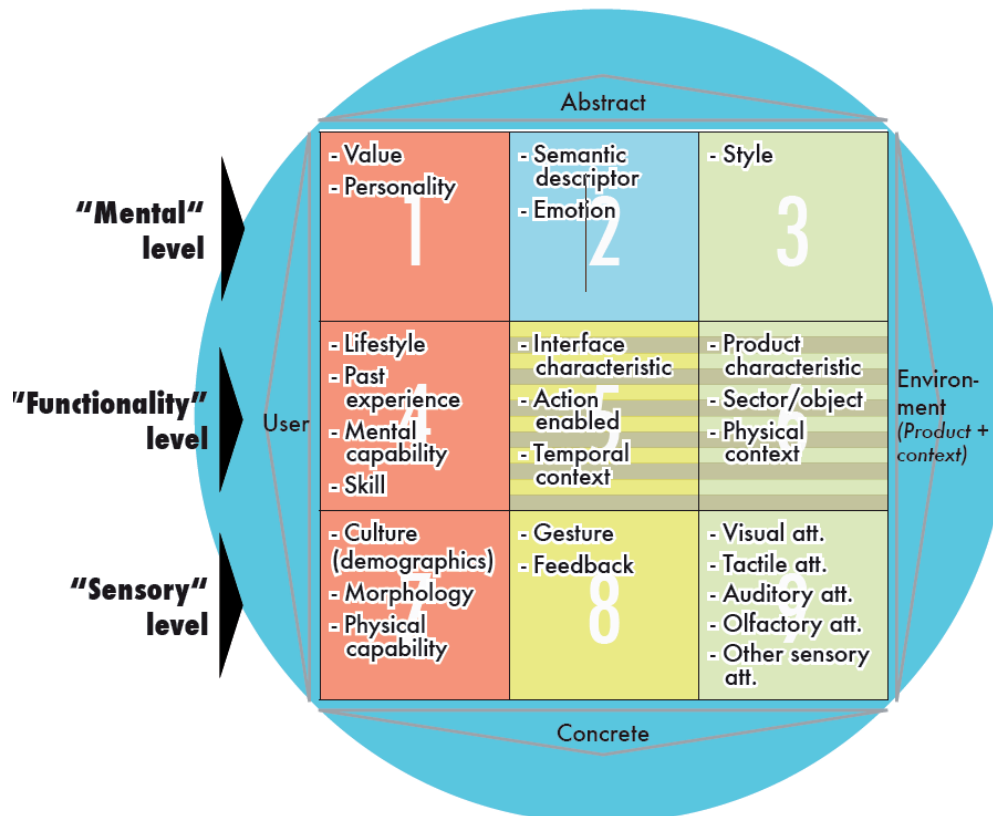 Abstract
"Mental"
level
- Value
- Personality
1
- Semantic
descriptor
- Emotion
2
- Style
3
"Functionality"
level
User
- Lifestyle
- Past
experience
- Mental
capability
- Skill
4
- Interface
characteristic
- Action
enabled
- Temporal
context
5
- Product
characteristic
- Sector/object
- Physical
context
6
Environ-
ment
(Product +
context)
"Sensory"
level
- Culture
(demographics)
- Morphology
- Physical
capability
7
- Gesture
- Feedback
8
- Visual att.
- Tactile att.
- Auditory att.
- Olfactory att.
- Other sensory
att.
9
Concrete